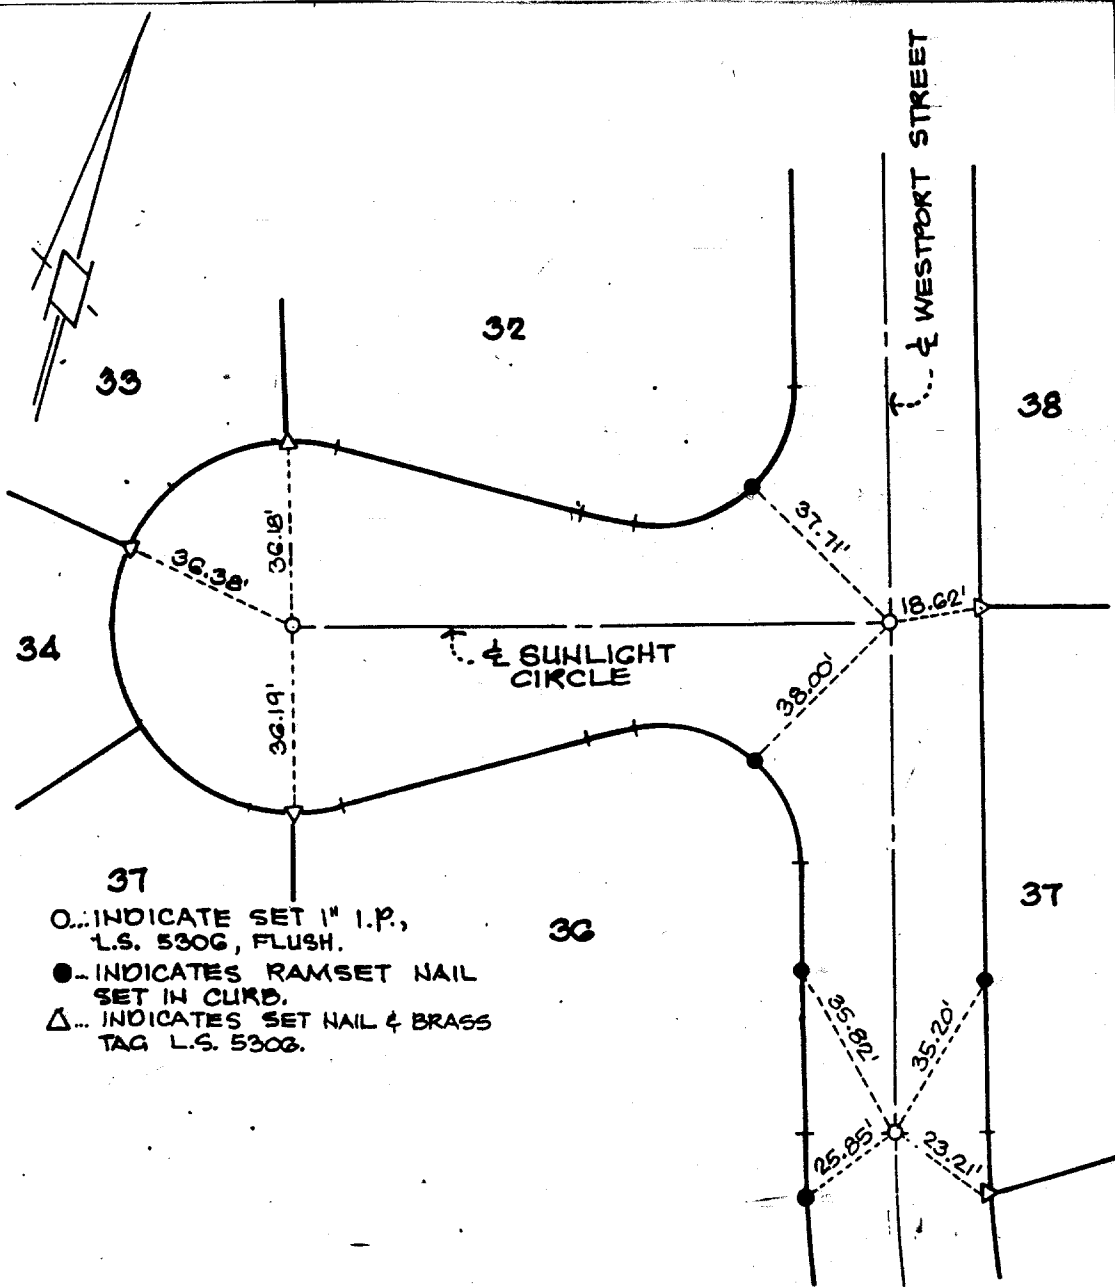 ℄ WESTPORT STREET
32
33
38
37.71'
36.18'
36.38'
18.62'
34
℄ SUNLIGHT
CIRCLE
38.00'
36.19'
37
O...INDICATE SET 1" I.P.,
L.S. 5306, FLUSH.
●...INDICATES RAMSET NAIL
SET IN CURB.
△... INDICATES SET NAIL & BRASS
TAG L.S. 5306.
36
37
35.82'
35.20'
25.85'
23.21'